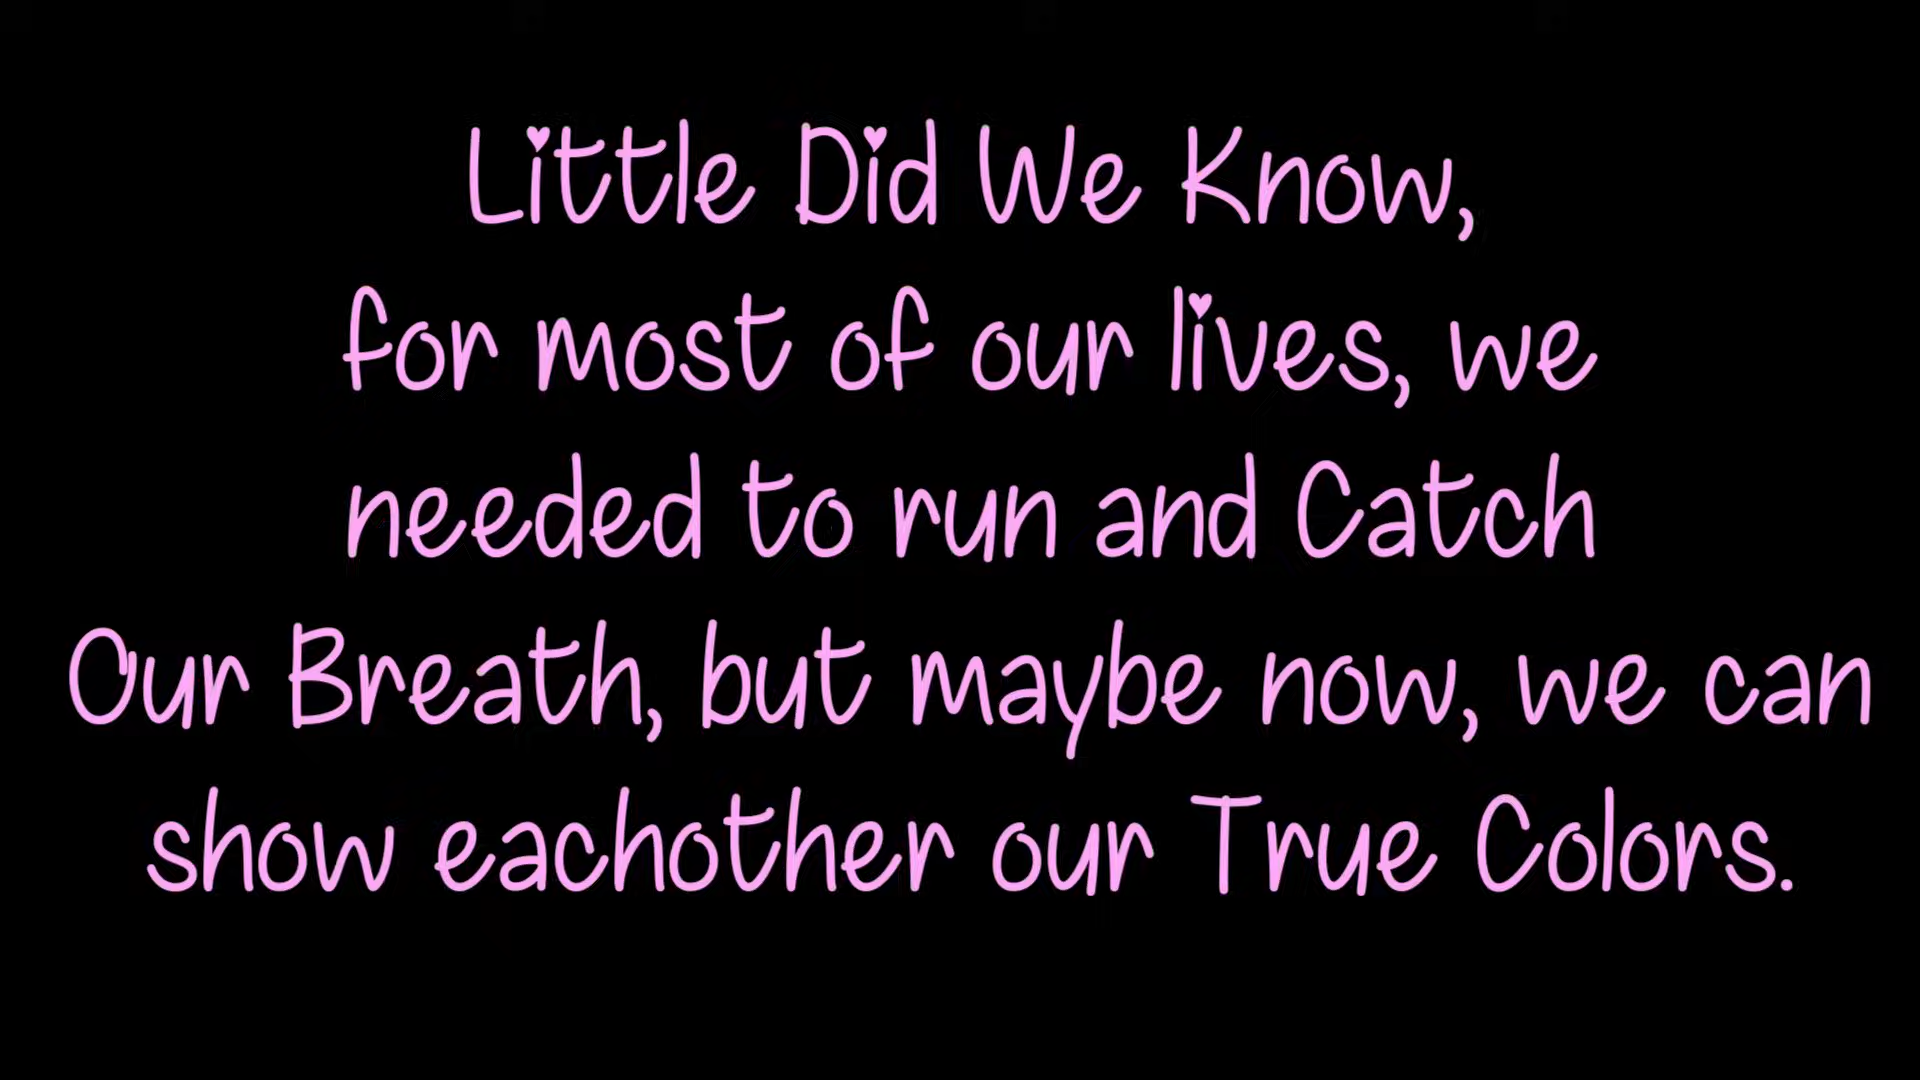 Little Did We Know,
for most of our lives, we
needed to run and Catch
Our Breath, but maybe now, we can
show eachother our True Colors.